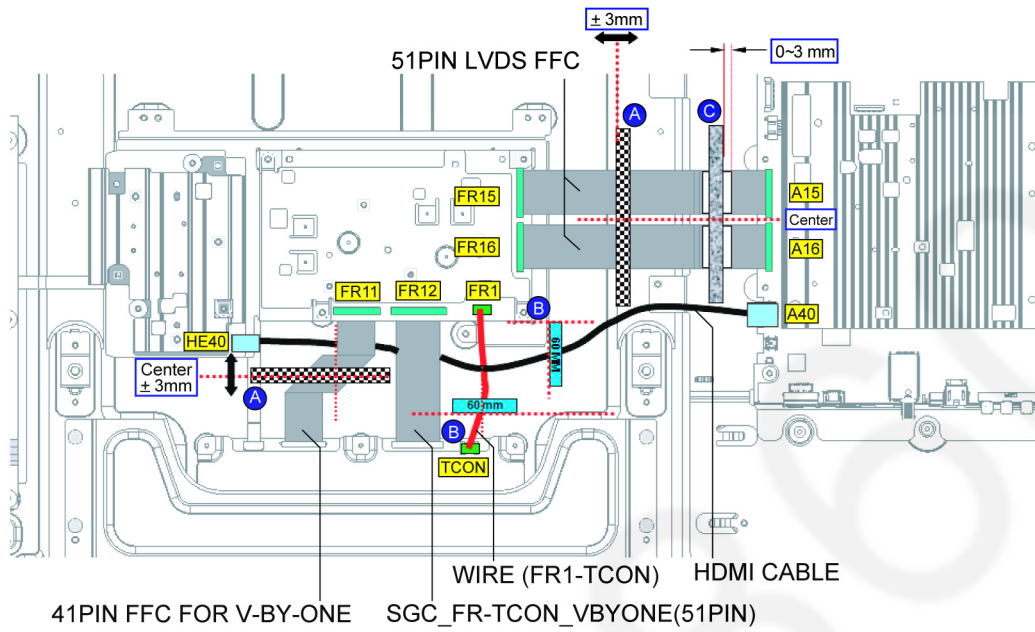 ± 3mm
0~3 mm
51PIN LVDS FFC
A
C
FR15
A15
Center
FR16
A16
FR11
FR12
FR1
B
A40
HE40
60 MM
Center
± 3mm
A
60 mm
B
TCON
WIRE (FR1-TCON)
HDMI CABLE
41PIN FFC FOR V-BY-ONE
SGC_FR-TCON_VBYONE(51PIN)